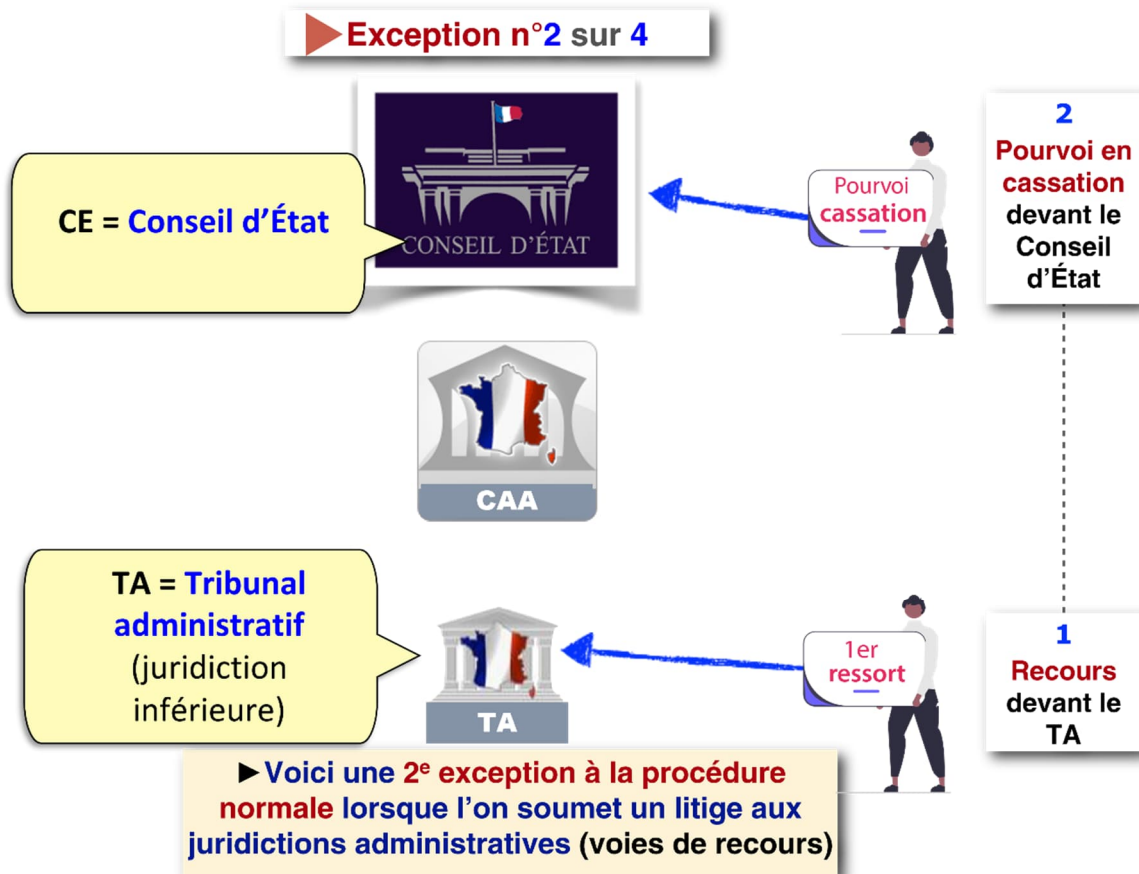 Exception n°2 sur 4
CE = Conseil d’État
CONSEIL D’ÉTAT
Pourvoi
cassation
2
Pourvoi en
cassation
devant le
Conseil
d’État
CAA
TA = Tribunal
administratif
(juridiction
inférieure)
TA
1er
ressort
1
Recours
devant le
TA
►Voici une 2e exception à la procédure
normale lorsque l’on soumet un litige aux
juridictions administratives (voies de recours)